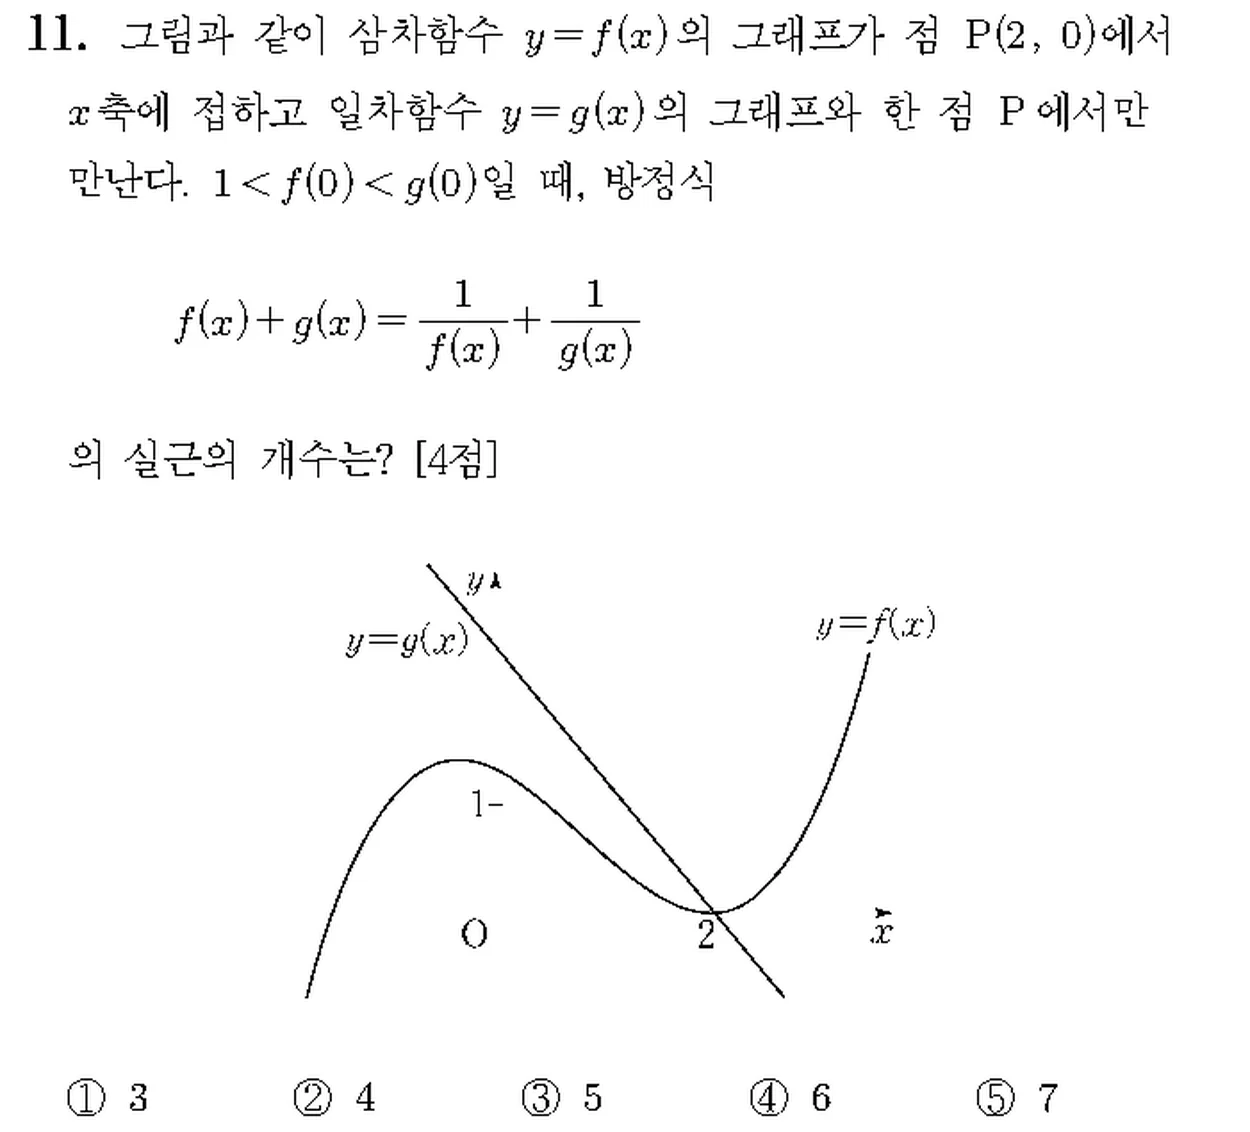 11. 그림과 같이 삼차함수 y=f(x)의 그래프가 점 P(2, 0)에서
x축에 접하고 일차함수 y=g(x)의 그래프와 한 점 P에서만
만난다. 1<f(0)<g(0)일 때, 방정식
f(x)+g(x)=1/f(x)+1/g(x)
의 실근의 개수는? [4점]
y
y=g(x)
y=f(x)
1
O
2
x
① 3 ② 4 ③ 5 ④ 6 ⑤ 7